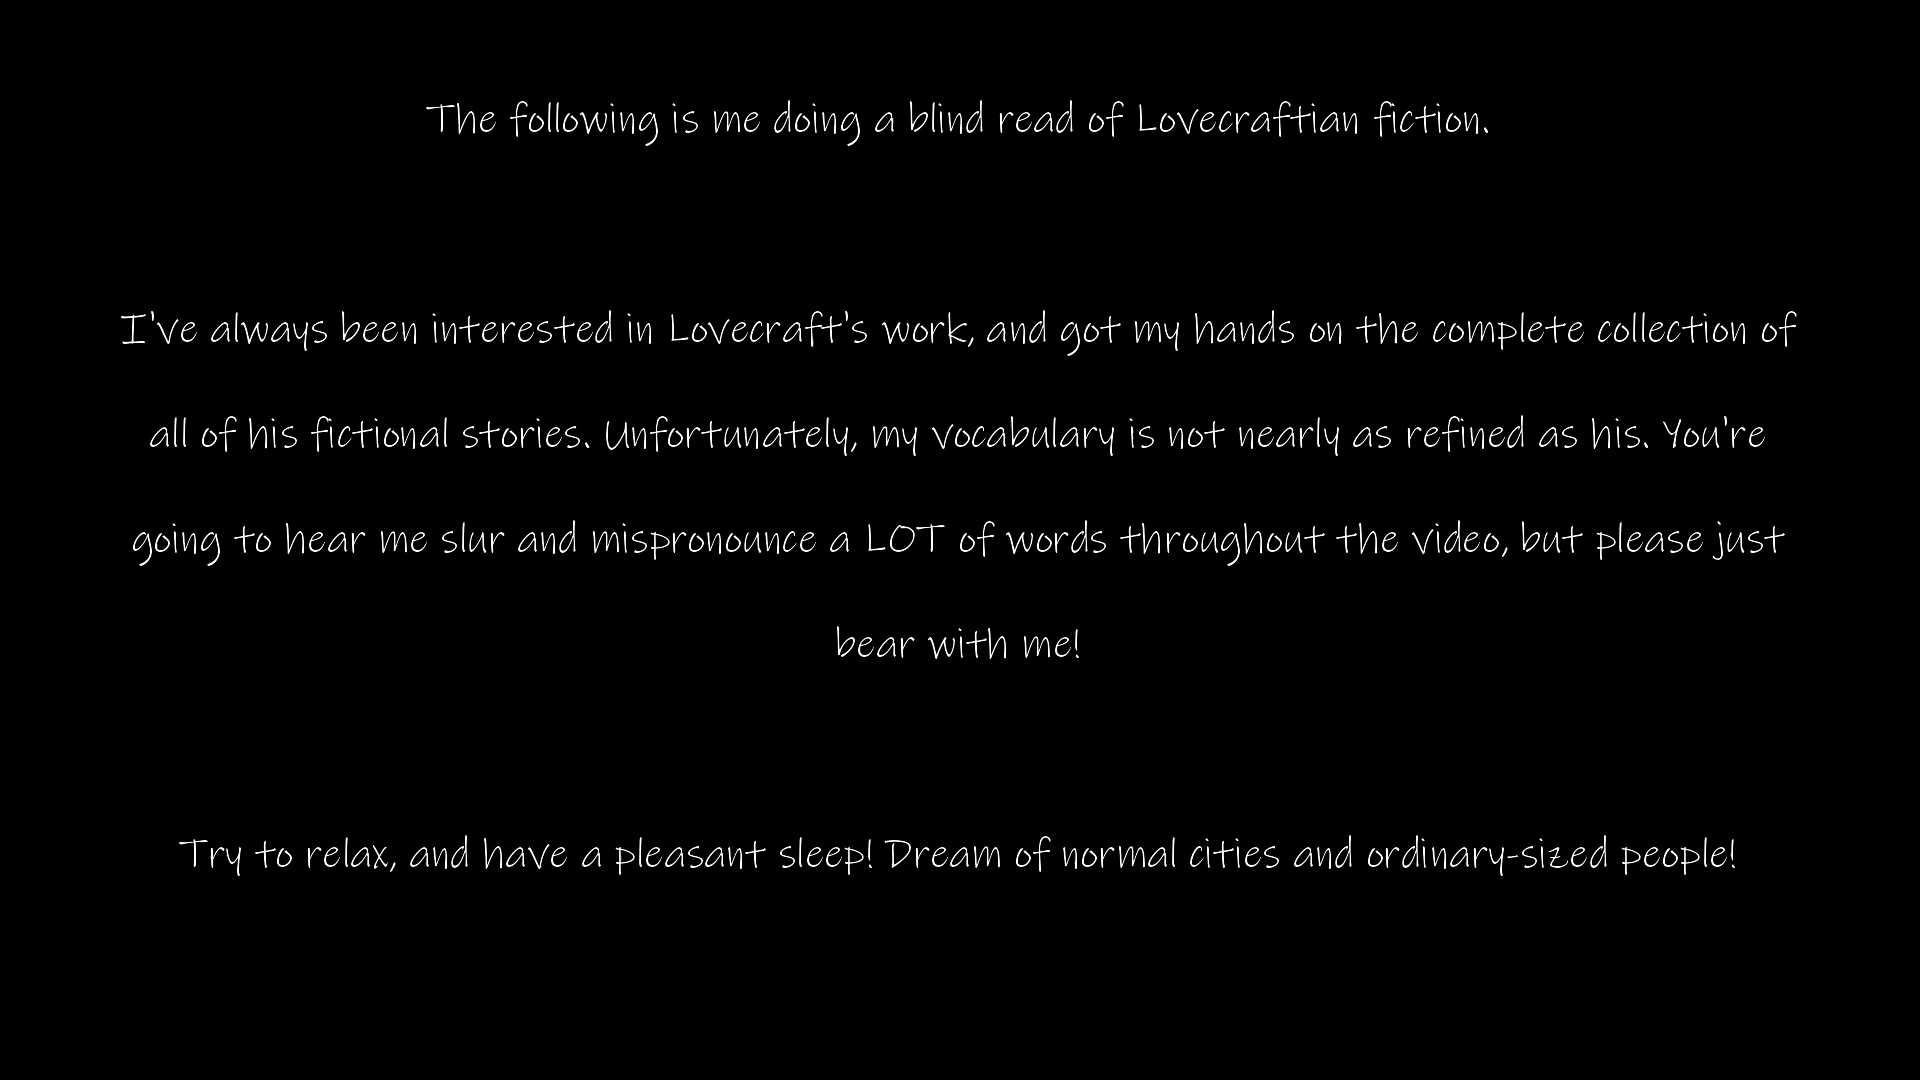 The following is me doing a blind read of Lovecraftian fiction.
I've always been interested in Lovecraft's work, and got my hands on the complete collection of
all of his fictional stories. Unfortunately, my vocabulary is not nearly as refined as his. You're
going to hear me slur and mispronounce a LOT of words throughout the video, but please just
bear with me!
Try to relax, and have a pleasant sleep! Dream of normal cities and ordinary-sized people!